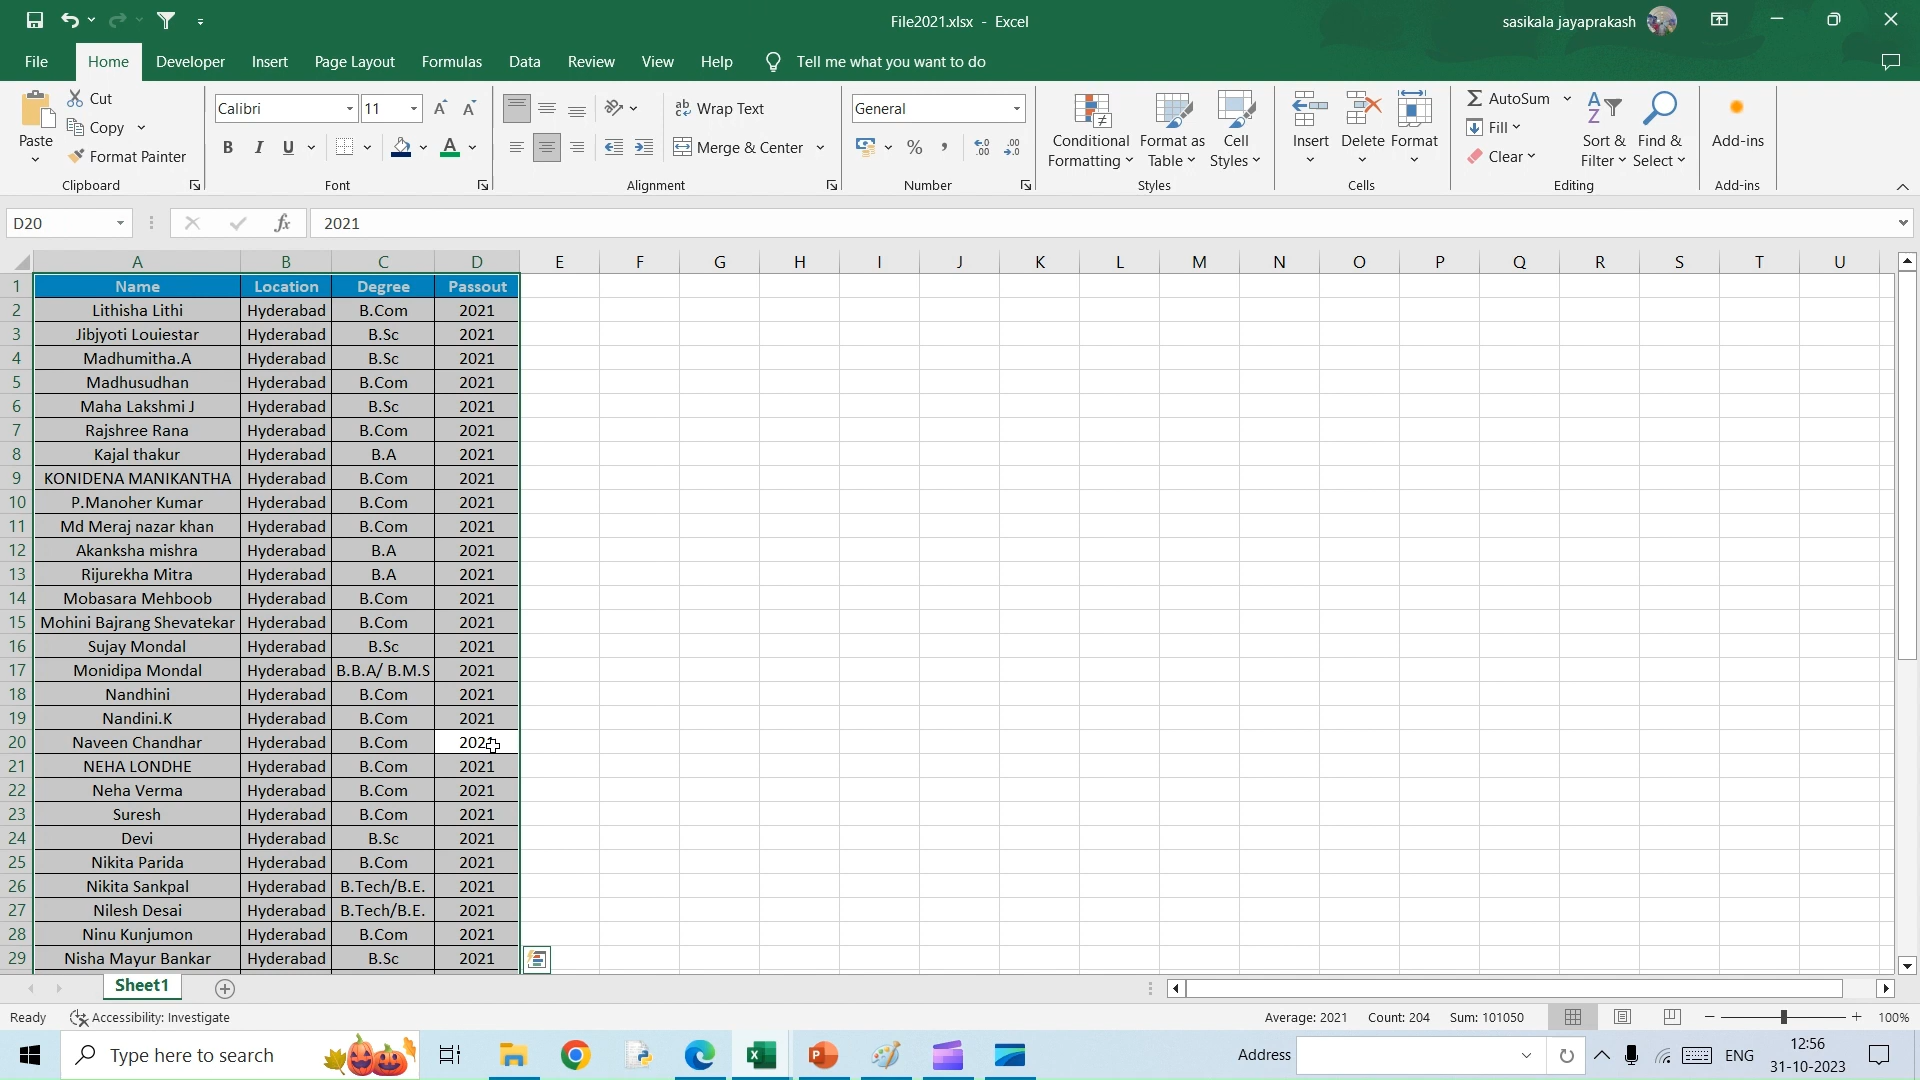 File2021.xlsx - Excel
sasikala jayaprakash
File Home Developer Insert Page Layout Formulas Data Review View Help Tell me what you want to do
Paste
Cut
Copy
Format Painter
Clipboard
Calibri 11
B I U A
Font
ab Wrap Text
Merge & Center
Alignment
General
% ,
Number
Conditional Formatting
Format as Table
Cell Styles
Styles
Insert Delete Format
Cells
AutoSum
Fill
Clear
Sort & Filter
Find & Select
Editing
Add-ins
Add-ins
D20 fx 2021
A B C D E F G H I J K L M N O P Q R S T U
1 Name Location Degree Passout
2 Lithisha Lithi Hyderabad B.Com 2021
3 Jibjyoti Louiestar Hyderabad B.Sc 2021
4 Madhumitha.A Hyderabad B.Sc 2021
5 Madhusudhan Hyderabad B.Com 2021
6 Maha Lakshmi J Hyderabad B.Sc 2021
7 Rajshree Rana Hyderabad B.Com 2021
8 Kajal thakur Hyderabad B.A 2021
9 KONIDENA MANIKANTHA Hyderabad B.Com 2021
10 P.Manoher Kumar Hyderabad B.Com 2021
11 Md Meraj nazar khan Hyderabad B.Com 2021
12 Akanksha mishra Hyderabad B.A 2021
13 Rijurekha Mitra Hyderabad B.A 2021
14 Mobasara Mehboob Hyderabad B.Com 2021
15 Mohini Bajrang Shevatekar Hyderabad B.Com 2021
16 Sujay Mondal Hyderabad B.Sc 2021
17 Monidipa Mondal Hyderabad B.B.A/ B.M.S 2021
18 Nandhini Hyderabad B.Com 2021
19 Nandini.K Hyderabad B.Com 2021
20 Naveen Chandhar Hyderabad B.Com 2021
21 NEHA LONDHE Hyderabad B.Com 2021
22 Neha Verma Hyderabad B.Com 2021
23 Suresh Hyderabad B.Com 2021
24 Devi Hyderabad B.Sc 2021
25 Nikita Parida Hyderabad B.Com 2021
26 Nikita Sankpal Hyderabad B.Tech/B.E. 2021
27 Nilesh Desai Hyderabad B.Tech/B.E. 2021
28 Ninu Kunjumon Hyderabad B.Com 2021
29 Nisha Mayur Bankar Hyderabad B.Sc 2021
Sheet1
Ready Accessibility: Investigate Average: 2021 Count: 204 Sum: 101050 100%
Type here to search Address ENG 12:56
31-10-2023